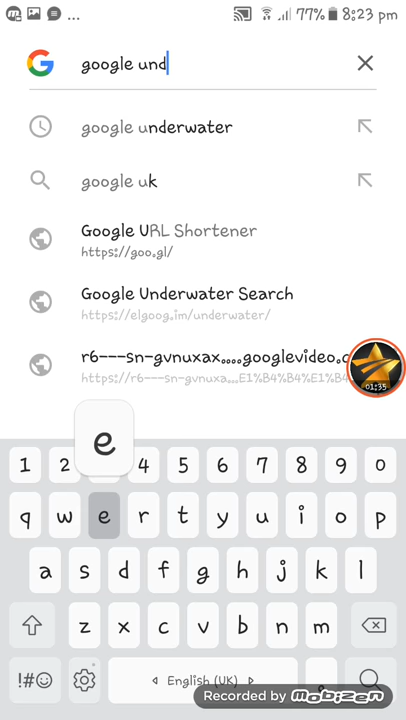 ... 77% 8:23 pm
google und
google underwater
google uk
Google URL Shortener
https://goo.gl/
Google Underwater Search
https://elgoog.im/underwater/
r6---sn-gvnuxax....googlevideo.c
https://r6---sn-gvnuxa...E1%B4%B4%E1%B4
01:35
e
1 2 4 5 6 7 8 9 0
q w e r t y u i o p
a s d f g h j k l
z x c v b n m
!#☺ English (UK) .
Recorded by mobizen